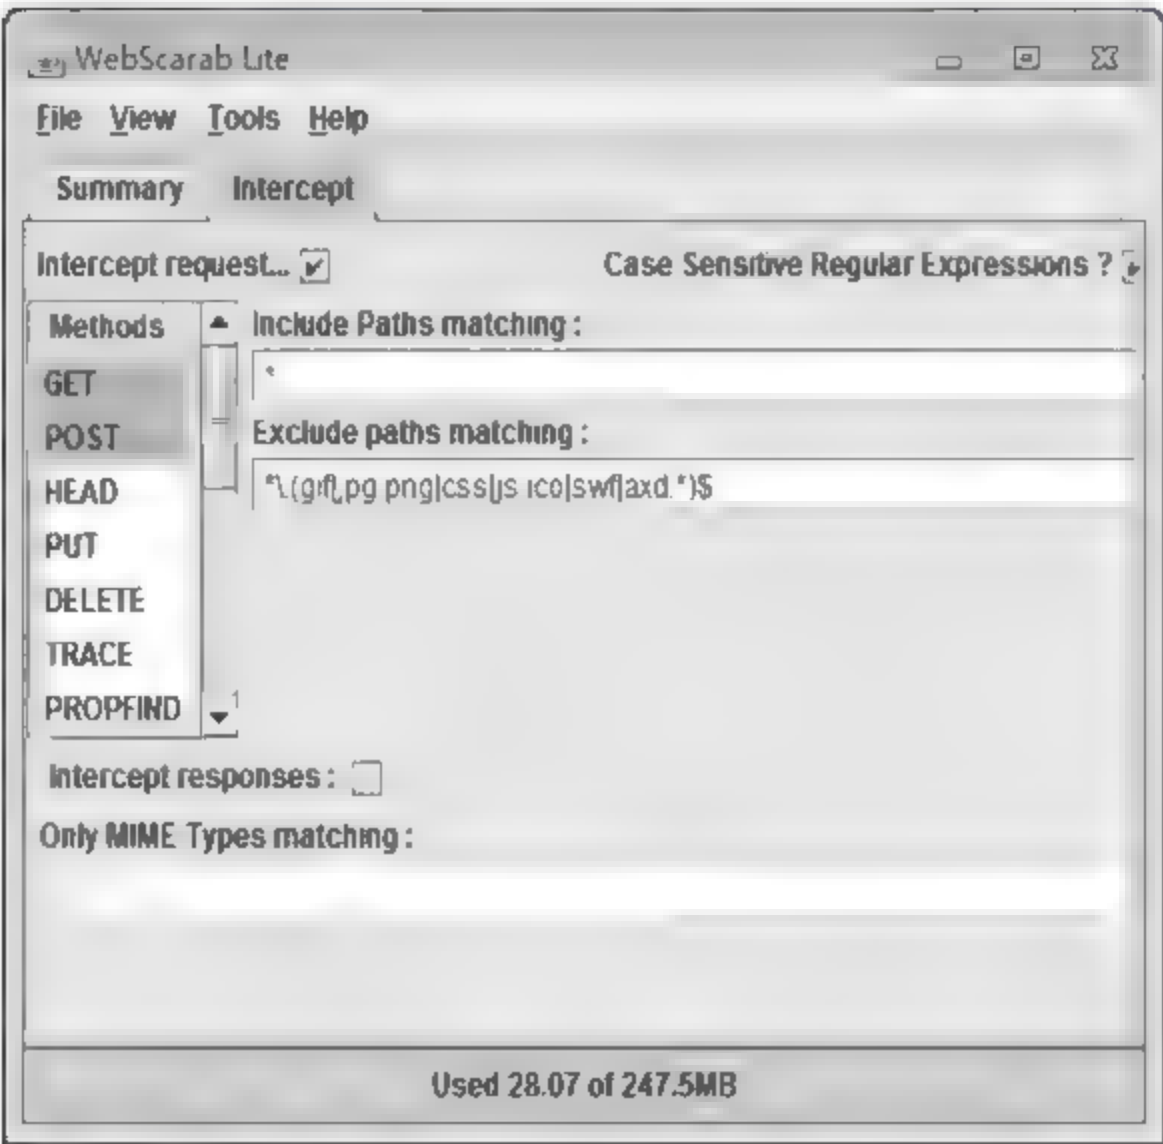 WebScarab Lite
File View Tools Help
Summary Intercept
Intercept request...
Case Sensitive Regular Expressions ?
Methods
Include Paths matching :
GET
*
POST
Exclude paths matching :
HEAD
PUT
DELETE
TRACE
PROPFIND
Intercept responses :
Only MIME Types matching :
Used 28.07 of 247.5MB